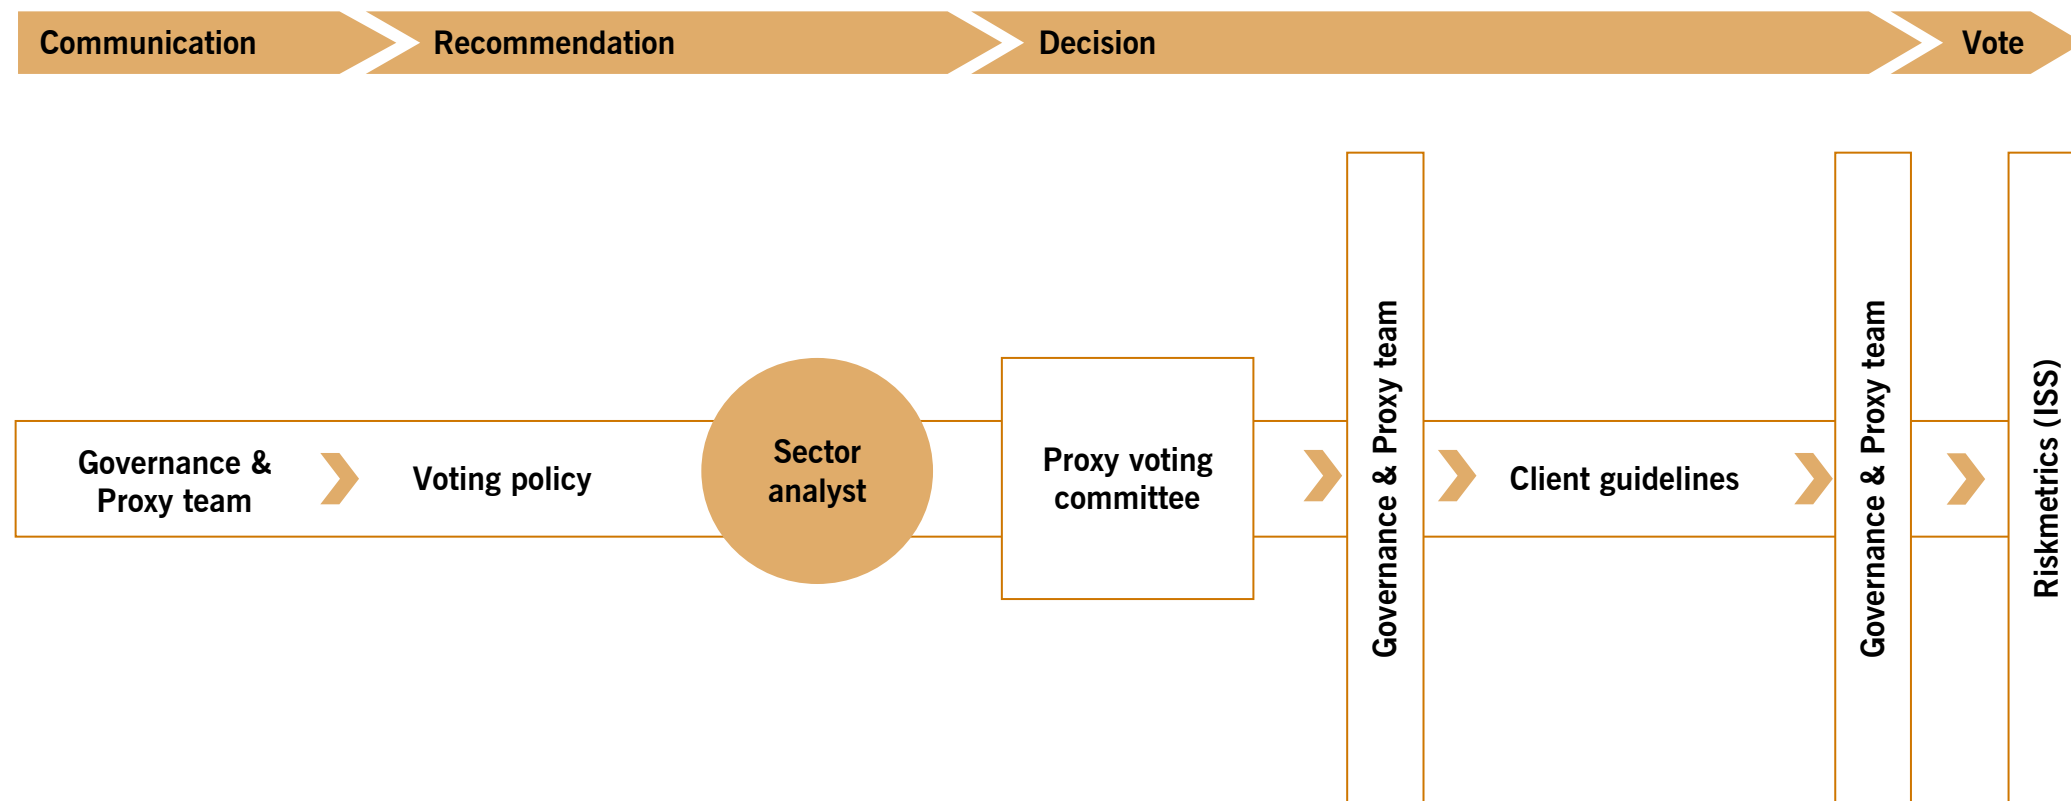 Communication
Recommendation
Decision
Vote
Governance &
Proxy team
Voting policy
Sector
analyst
Proxy voting
committee
Governance & Proxy team
Client guidelines
Governance & Proxy team
Riskmetrics (ISS)